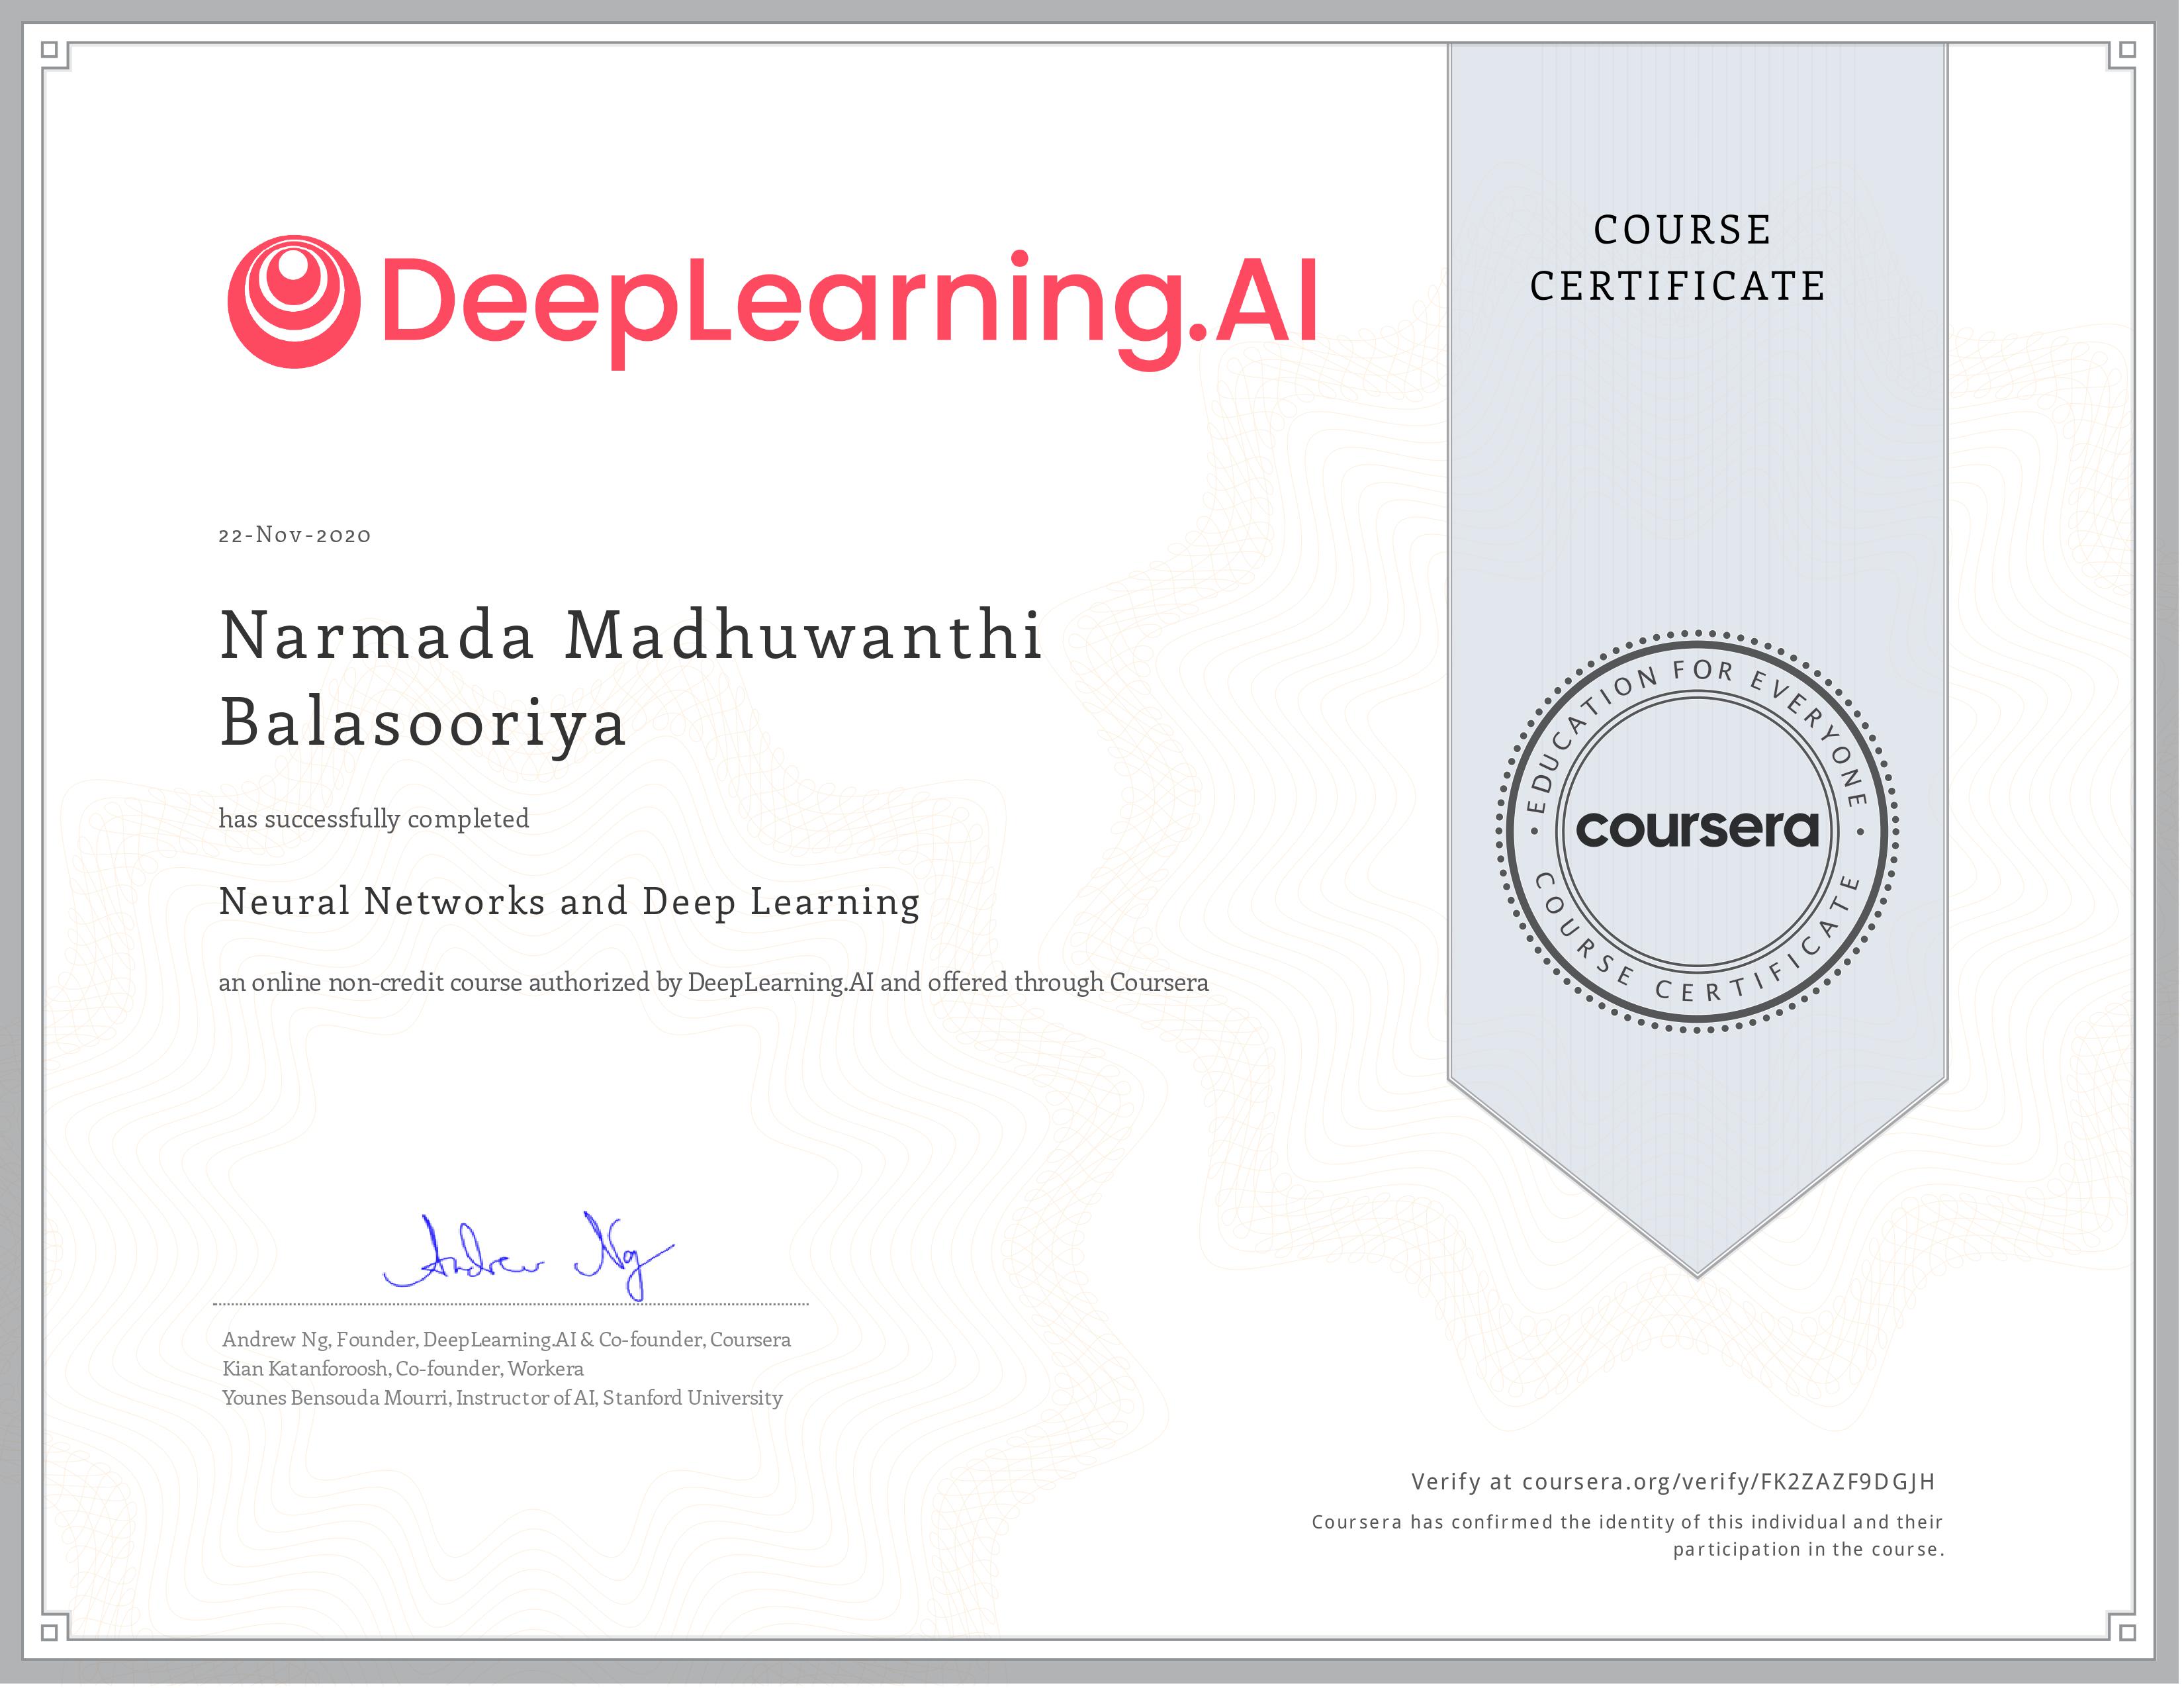 DeepLearning.AI
COURSE
CERTIFICATE
22-Nov-2020
Narmada Madhuwanthi
Balasooriya
has successfully completed
Neural Networks and Deep Learning
an online non-credit course authorized by DeepLearning.AI and offered through Coursera
EDUCATION FOR EVERYONE
coursera
COURSE CERTIFICATE
Andrew Ng
Andrew Ng, Founder, DeepLearning.AI & Co-founder, Coursera
Kian Katanforoosh, Co-founder, Workera
Younes Bensouda Mourri, Instructor of AI, Stanford University
Verify at coursera.org/verify/FK2ZAZF9DGJH
Coursera has confirmed the identity of this individual and their
participation in the course.